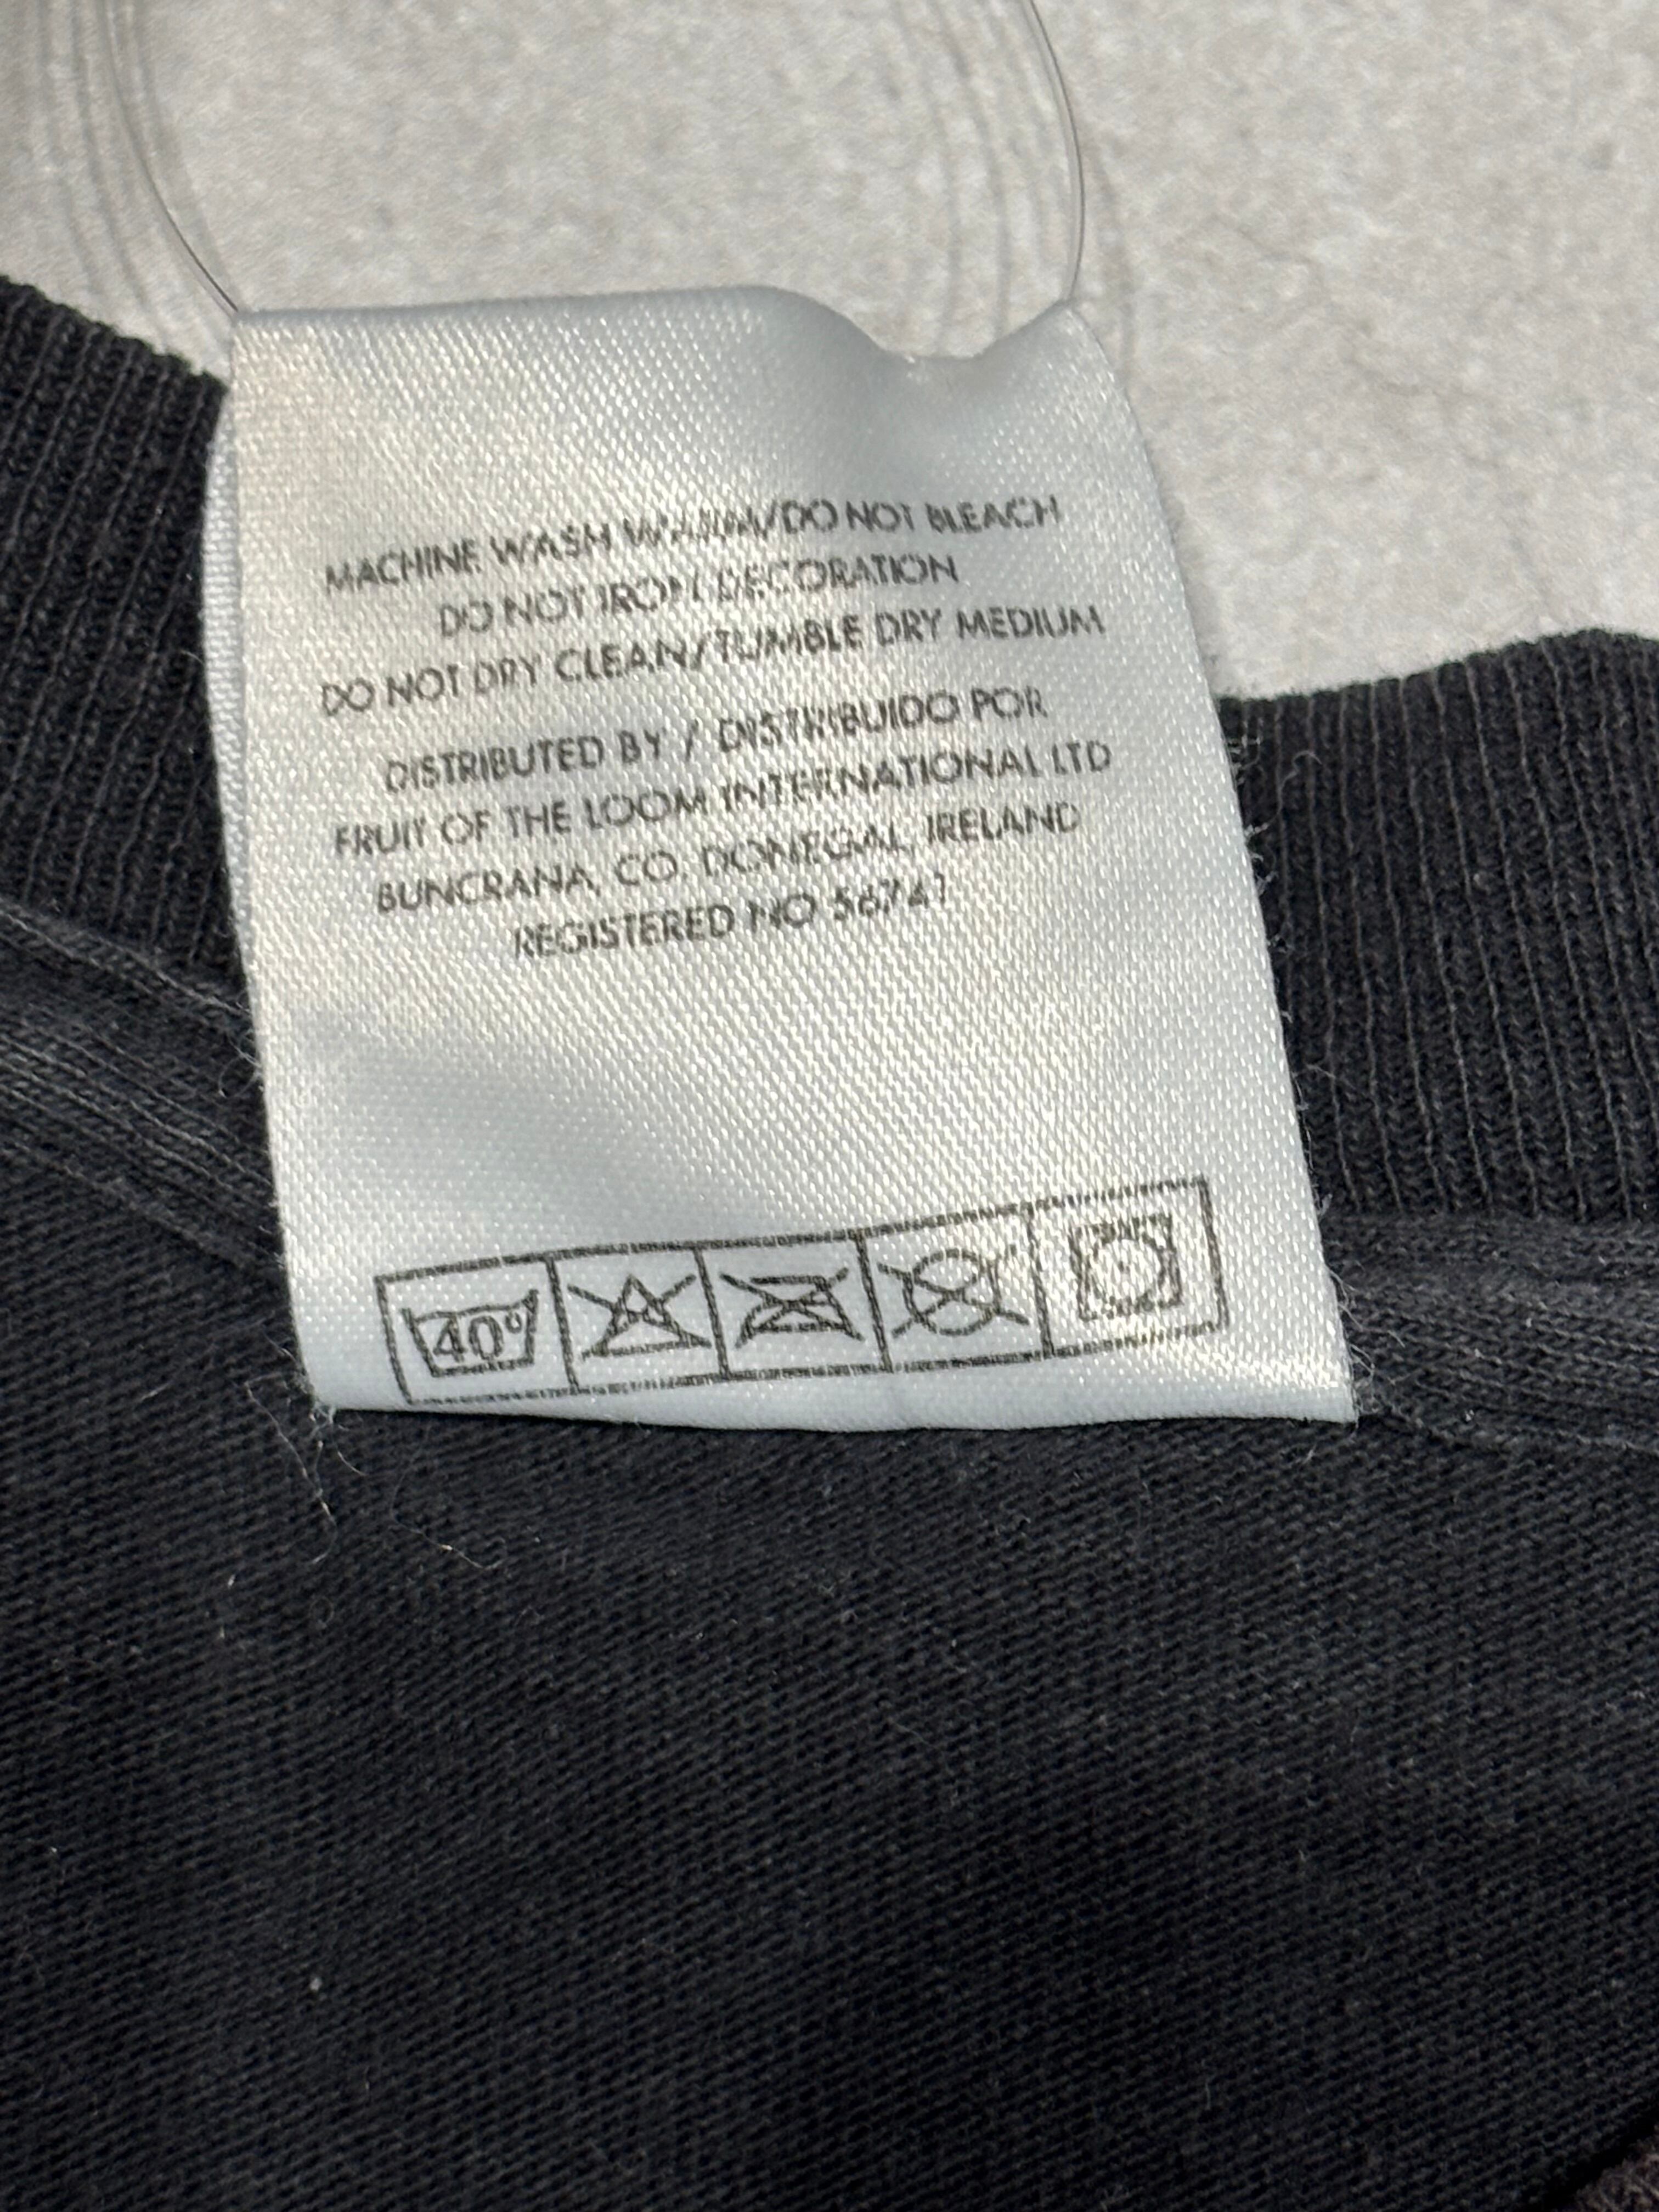 MACHINE WASH WARM/DO NOT BLEACH
DO NOT IRON DECORATION
DO NOT DRY CLEAN/TUMBLE DRY MEDIUM
DISTRIBUTED BY / DISTRIBUIDO POR
FRUIT OF THE LOOM INTERNATIONAL LTD
BUNCRANA, CO. DONEGAL, IRELAND
REGISTERED NO 56741
40°